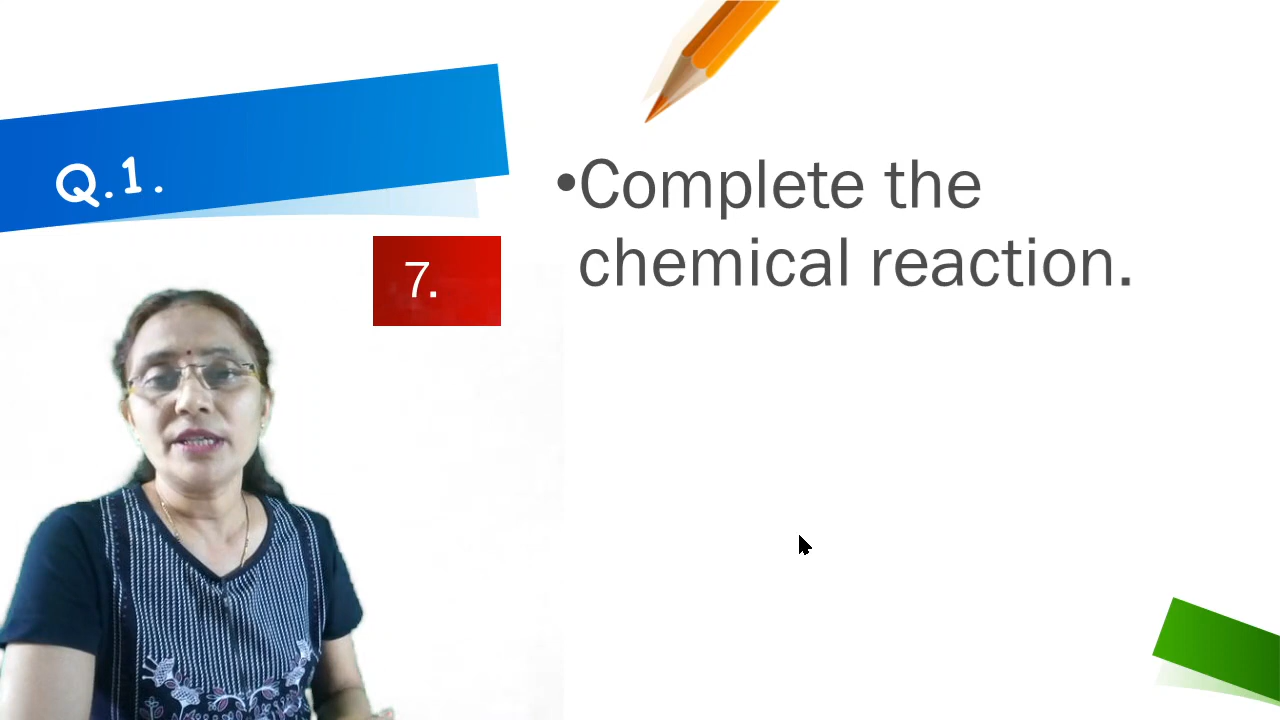 Q.1.
7.
•Complete the
chemical reaction.